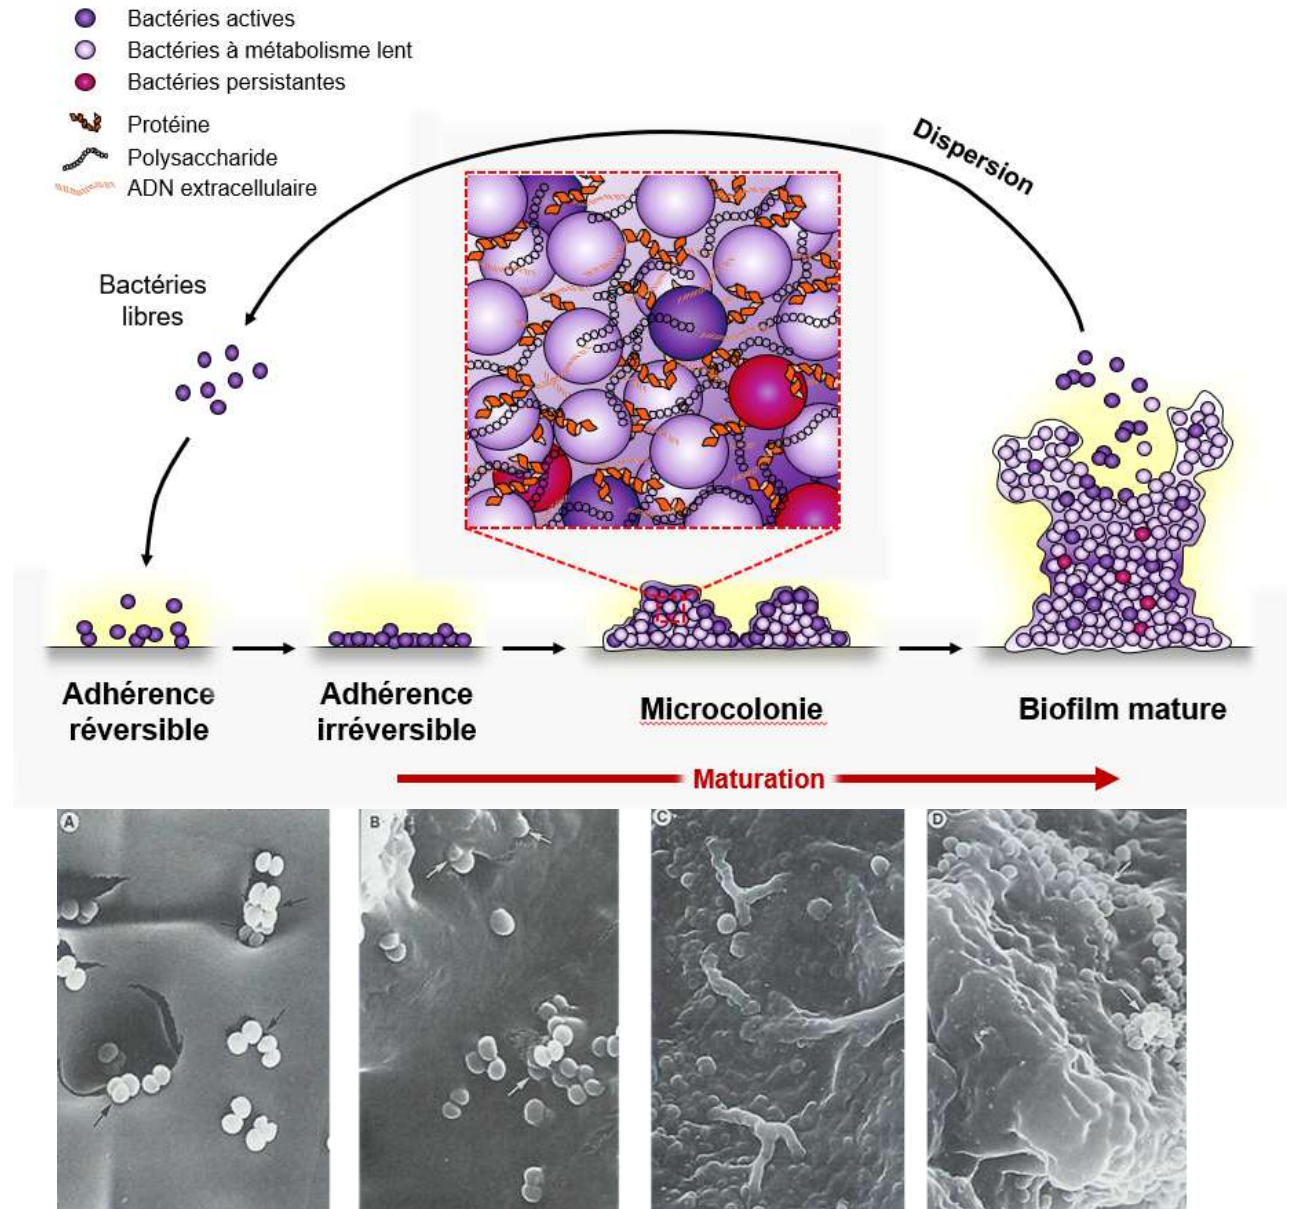 Bactéries actives
Bactéries à métabolisme lent
Bactéries persistantes
Protéine
Polysaccharide
ADN extracellulaire
Dispersion
Bactéries
libres
Adhérence
réversible
Adhérence
irréversible
Microcolonie
Biofilm mature
Maturation
A
B
C
D